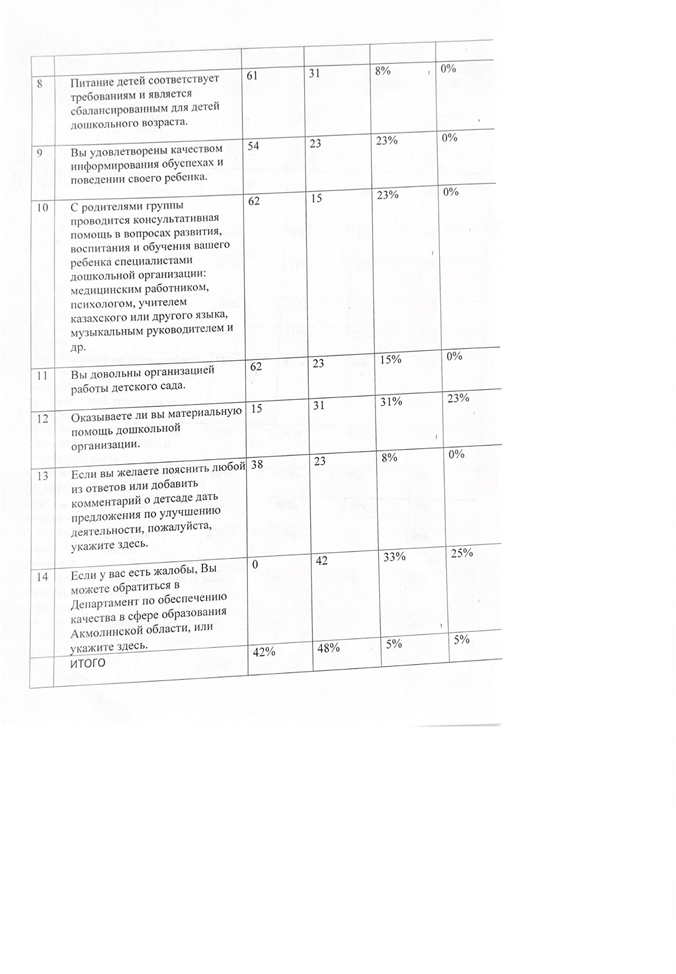 8 Питание детей соответствует 61 31 8% 0%
требованиям и является
сбалансированным для детей
дошкольного возраста.
9 Вы удовлетворены качеством 54 23 23% 0%
информирования обуспехах и
поведении своего ребенка.
10 С родителями группы 62 15 23% 0%
проводится консультативная
помощь в вопросах развития,
воспитания и обучения вашего
ребенка специалистами
дошкольной организации:
медицинским работником,
психологом, учителем
казахского или другого языка,
музыкальным руководителем и
др.
11 Вы довольны организацией 62 23 15% 0%
работы детского сада.
12 Оказываете ли вы материальную 15 31 31% 23%
помощь дошкольной
организации.
13 Если вы желаете пояснить любой 38 23 8% 0%
из ответов или добавить
комментарий о детсаде дать
предложения по улучшению
деятельности, пожалуйста,
укажите здесь.
14 Если у вас есть жалобы, Вы 0 42 33% 25%
можете обратиться в
Департамент по обеспечению
качества в сфере образования
Акмолинской области, или
укажите здесь.
ИТОГО 42% 48% 5% 5%